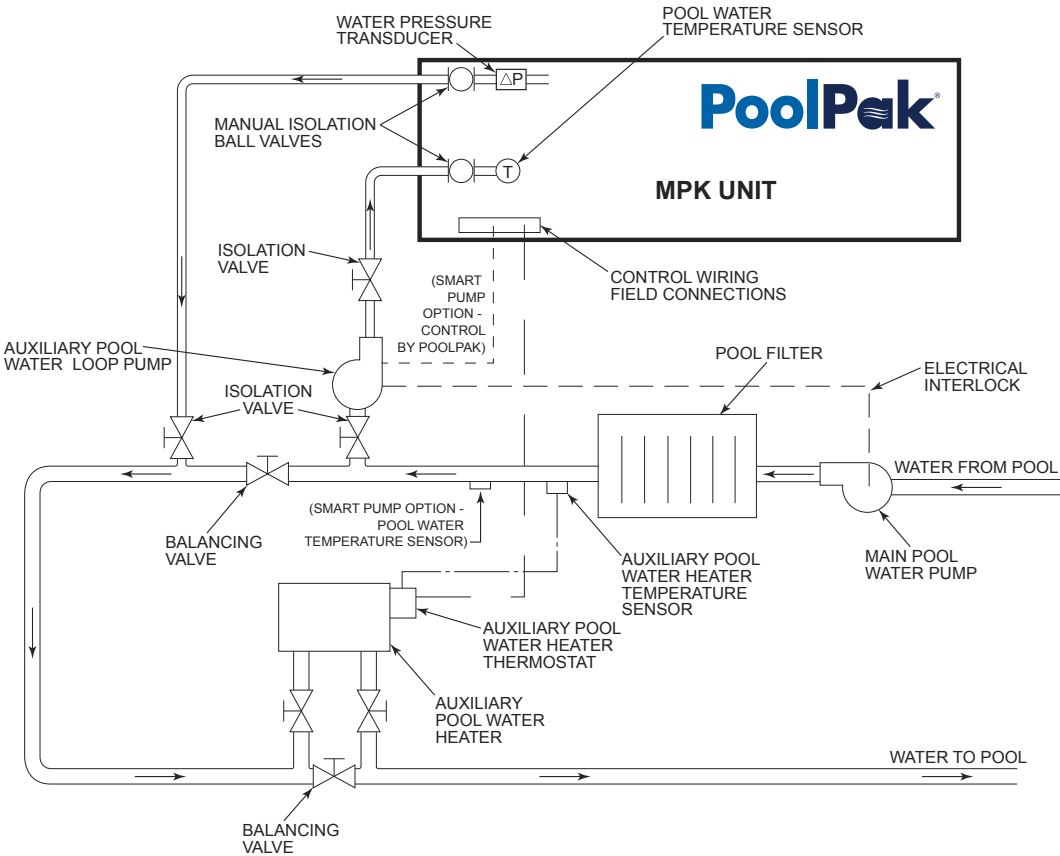 WATER PRESSURE
TRANSDUCER
POOL WATER
TEMPERATURE SENSOR
△P
PoolPak®
MANUAL ISOLATION
BALL VALVES
T
MPK UNIT
ISOLATION
VALVE
(SMART
PUMP
OPTION -
CONTROL
BY POOLPAK)
CONTROL WIRING
FIELD CONNECTIONS
AUXILIARY POOL
WATER LOOP PUMP
POOL FILTER
ELECTRICAL
INTERLOCK
ISOLATION
VALVE
WATER FROM POOL
(SMART PUMP OPTION -
POOL WATER
TEMPERATURE SENSOR)
BALANCING
VALVE
AUXILIARY POOL
WATER HEATER
TEMPERATURE
SENSOR
MAIN POOL
WATER PUMP
AUXILIARY POOL
WATER HEATER
THERMOSTAT
AUXILIARY
POOL WATER
HEATER
WATER TO POOL
BALANCING
VALVE